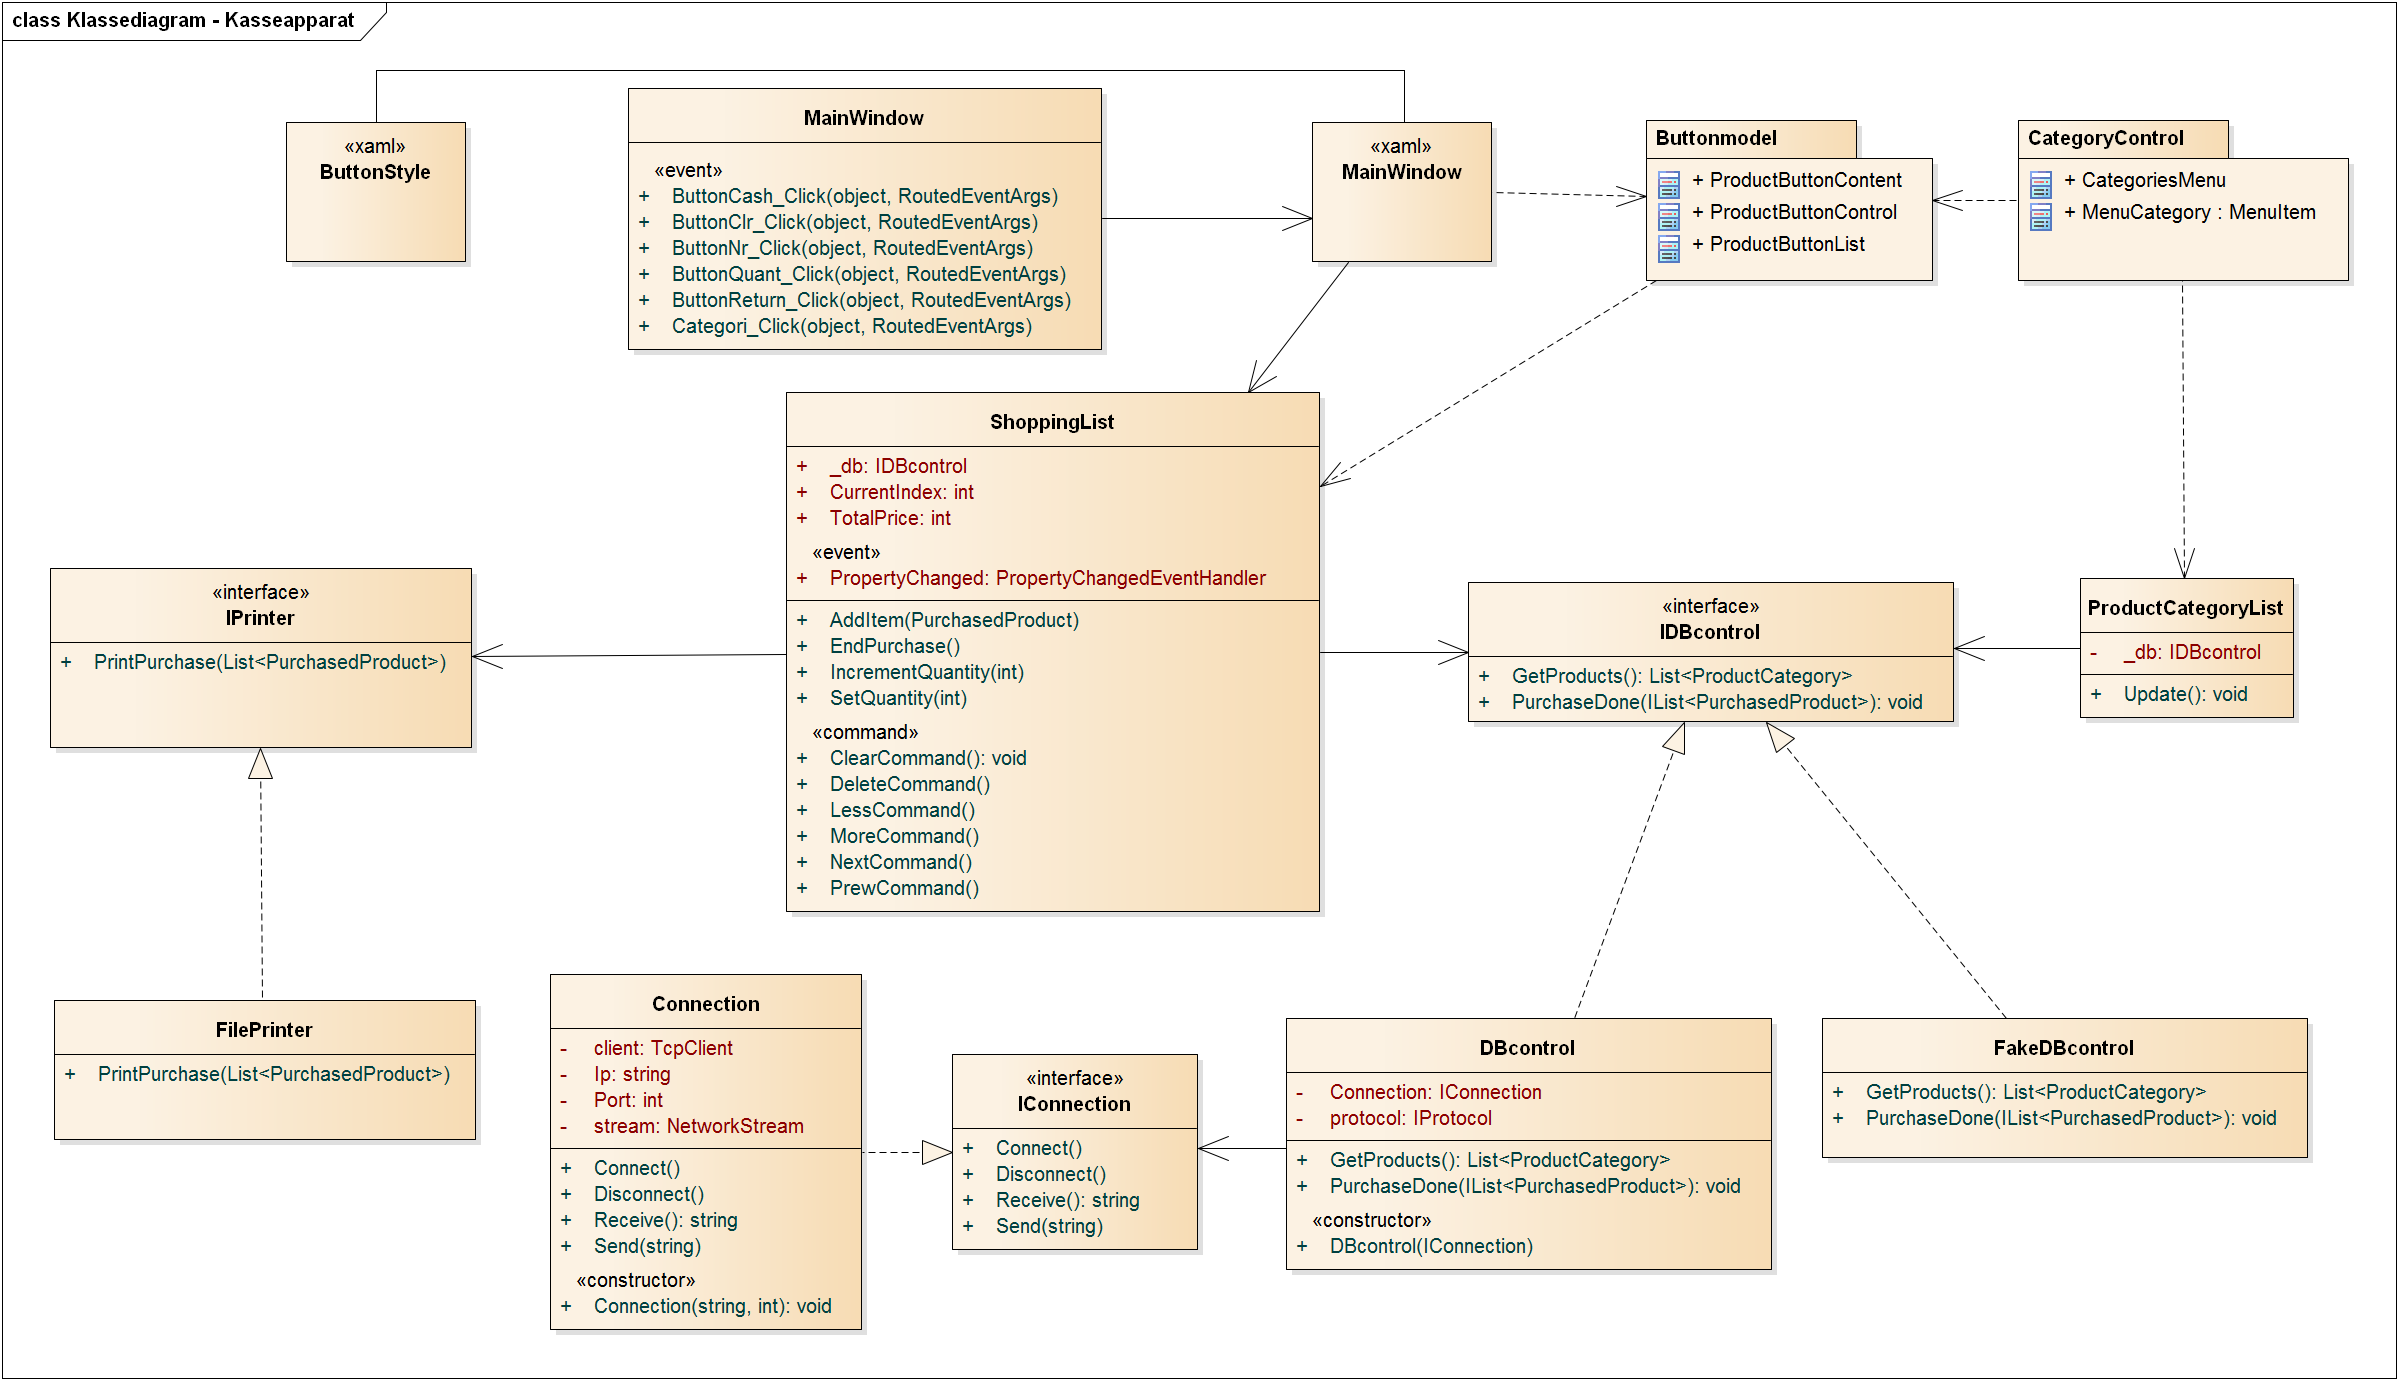 class Klassediagram - Kasseapparat
«xaml»
ButtonStyle
MainWindow
«event»
+ ButtonCash_Click(object, RoutedEventArgs)
+ ButtonClr_Click(object, RoutedEventArgs)
+ ButtonNr_Click(object, RoutedEventArgs)
+ ButtonQuant_Click(object, RoutedEventArgs)
+ ButtonReturn_Click(object, RoutedEventArgs)
+ Categori_Click(object, RoutedEventArgs)
«xaml»
MainWindow
Buttonmodel
+ ProductButtonContent
+ ProductButtonControl
+ ProductButtonList
CategoryControl
+ CategoriesMenu
+ MenuCategory : MenuItem
ShoppingList
+ _db: IDBcontrol
+ CurrentIndex: int
+ TotalPrice: int
«event»
+ PropertyChanged: PropertyChangedEventHandler
+ AddItem(PurchasedProduct)
+ EndPurchase()
+ IncrementQuantity(int)
+ SetQuantity(int)
«command»
+ ClearCommand(): void
+ DeleteCommand()
+ LessCommand()
+ MoreCommand()
+ NextCommand()
+ PrewCommand()
«interface»
IPrinter
+ PrintPurchase(List<PurchasedProduct>)
«interface»
IDBcontrol
+ GetProducts(): List<ProductCategory>
+ PurchaseDone(IList<PurchasedProduct>): void
ProductCategoryList
- _db: IDBcontrol
+ Update(): void
FilePrinter
+ PrintPurchase(List<PurchasedProduct>)
Connection
- client: TcpClient
- Ip: string
- Port: int
- stream: NetworkStream
+ Connect()
+ Disconnect()
+ Receive(): string
+ Send(string)
«constructor»
+ Connection(string, int): void
«interface»
IConnection
+ Connect()
+ Disconnect()
+ Receive(): string
+ Send(string)
DBcontrol
- Connection: IConnection
- protocol: IProtocol
+ GetProducts(): List<ProductCategory>
+ PurchaseDone(IList<PurchasedProduct>): void
«constructor»
+ DBcontrol(IConnection)
FakeDBcontrol
+ GetProducts(): List<ProductCategory>
+ PurchaseDone(IList<PurchasedProduct>): void